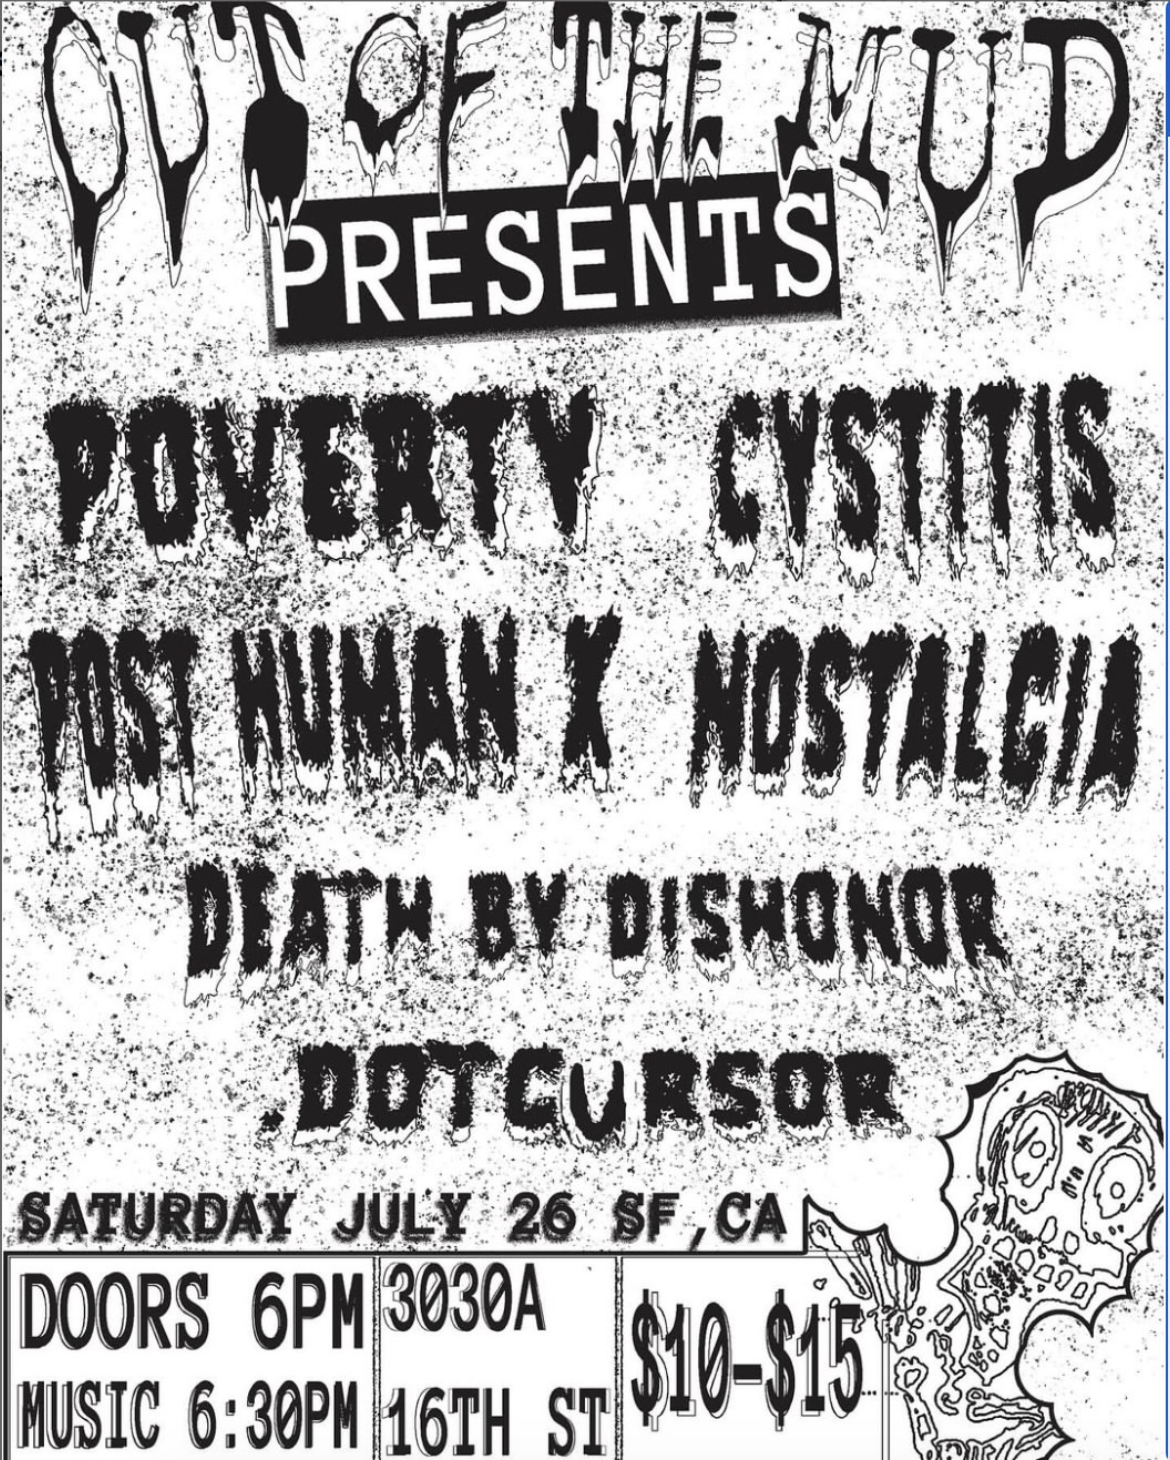 OUT OF THE MUD
PRESENTS
POVERTY CYSTITIS
POST HUMAN X NOSTALGIA
DEATH BY DISHONOR
.DOTCURSOR
SATURDAY JULY 26 SF,CA
DOORS 6PM
MUSIC 6:30PM
3030A
16TH ST
$10-$15